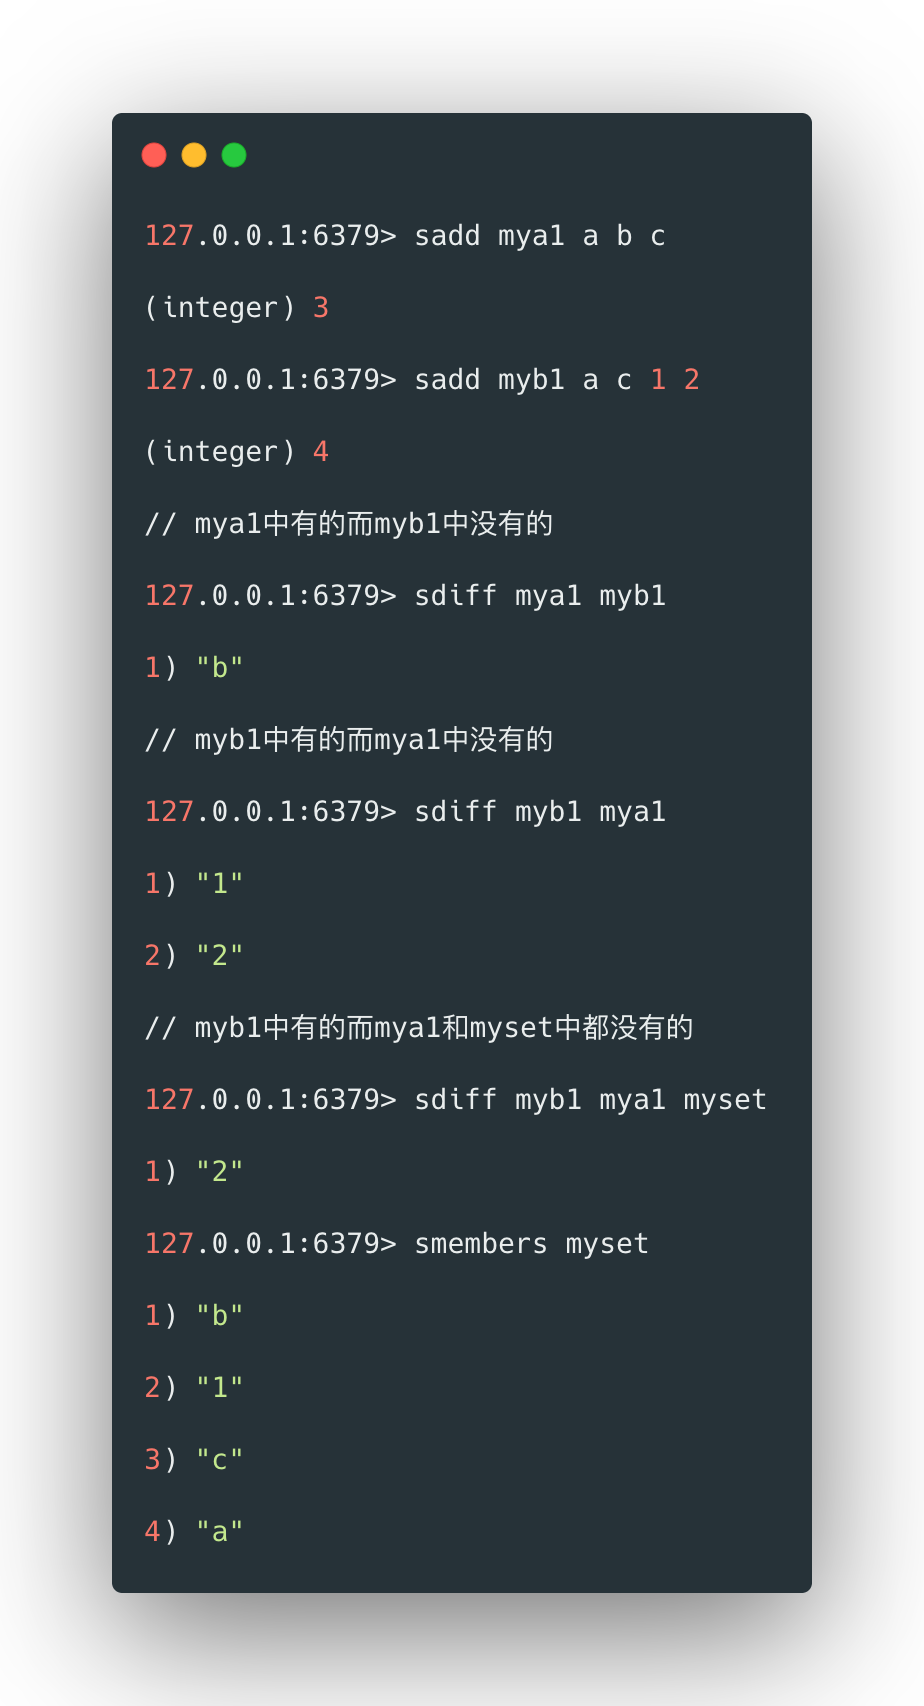 127.0.0.1:6379> sadd mya1 a b c
(integer) 3
127.0.0.1:6379> sadd myb1 a c 1 2
(integer) 4
// mya1中有的而myb1中没有的
127.0.0.1:6379> sdiff mya1 myb1
1) "b"
// myb1中有的而mya1中没有的
127.0.0.1:6379> sdiff myb1 mya1
1) "1"
2) "2"
// myb1中有的而mya1和myset中都没有的
127.0.0.1:6379> sdiff myb1 mya1 myset
1) "2"
127.0.0.1:6379> smembers myset
1) "b"
2) "1"
3) "c"
4) "a"